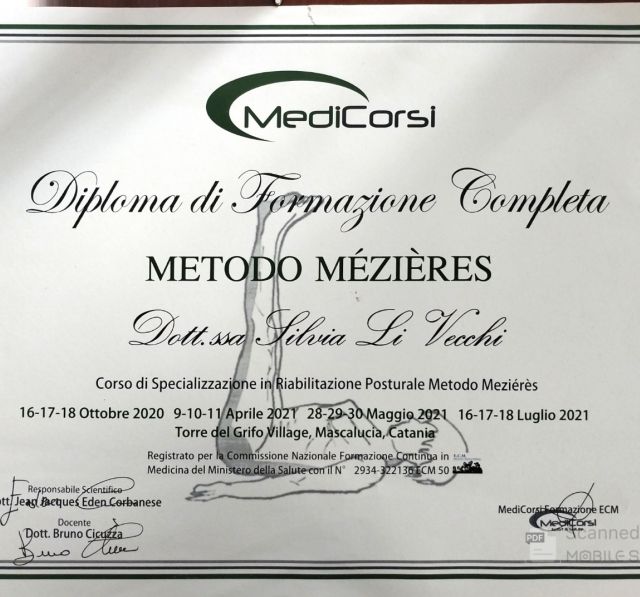 MediCorsi
Diploma di Formazione Completa
METODO MÉZIÈRES
Dott.ssa Silvia Li Vecchi
Corso di Specializzazione in Riabilitazione Posturale Metodo Meziérès
16-17-18 Ottobre 2020 9-10-11 Aprile 2021 28-29-30 Maggio 2021 16-17-18 Luglio 2021
Torre del Grifo Village, Mascalucia, Catania
Registrato per la Commissione Nazionale Formazione Continua in E.C.M.
Medicina del Ministero della Salute con il N° 2934-322136 ECM 50
Responsabile Scientifico
ott. Jean Jacques Eden Corbanese
Docente
Dott. Bruno Cicuzza
MediCorsi Formazione ECM
MediCorsi
PDF Scanned
MOBILES